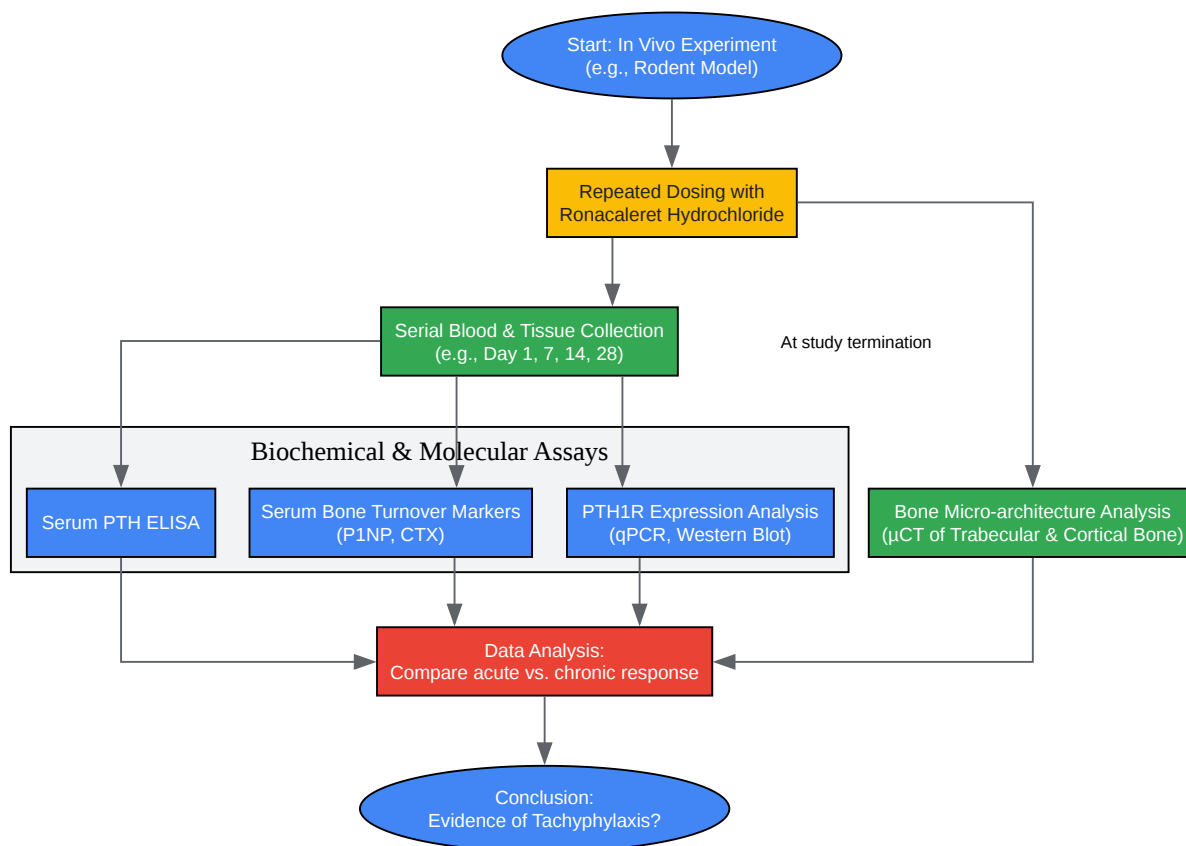 Start: In Vivo Experiment
(e.g., Rodent Model)
Repeated Dosing with
Ronacaleret Hydrochloride
Serial Blood & Tissue Collection
(e.g., Day 1, 7, 14, 28)
At study termination
Biochemical & Molecular Assays
Serum PTH ELISA
Serum Bone Turnover Markers
(P1NP, CTX)
PTH1R Expression Analysis
(qPCR, Western Blot)
Bone Micro-architecture Analysis
(µCT of Trabecular & Cortical Bone)
Data Analysis:
Compare acute vs. chronic response
Conclusion:
Evidence of Tachyphylaxis?